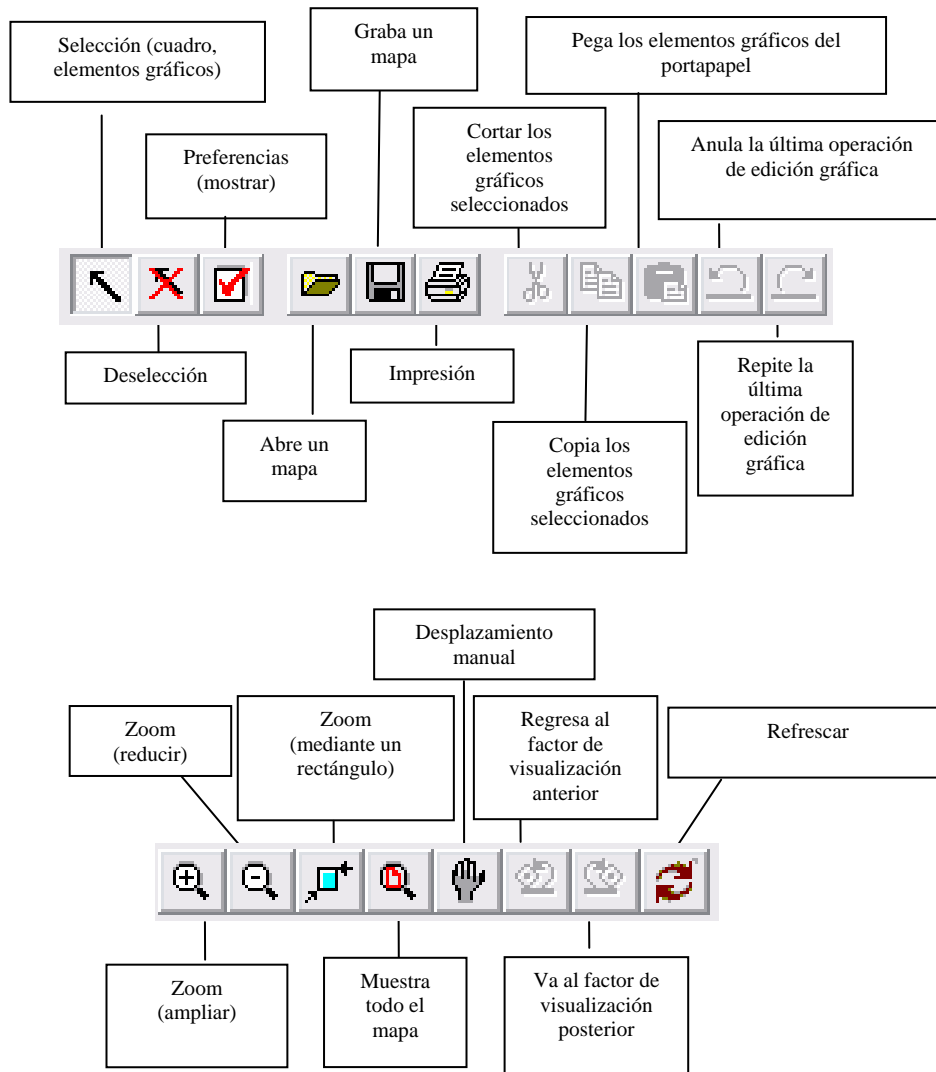 Selección (cuadro,
elementos gráficos)
Graba un
mapa
Pega los elementos gráficos del
portapapel
Preferencias
(mostrar)
Cortar los
elementos
gráficos
seleccionados
Anula la última operación
de edición gráfica
Deselección
Abre un
mapa
Impresión
Copia los
elementos
gráficos
seleccionados
Repite la
última
operación de
edición
gráfica
Desplazamiento
manual
Zoom
(reducir)
Zoom
(mediante un
rectángulo)
Regresa al
factor de
visualización
anterior
Refrescar
Zoom
(ampliar)
Muestra
todo el
mapa
Va al factor de
visualización
posterior